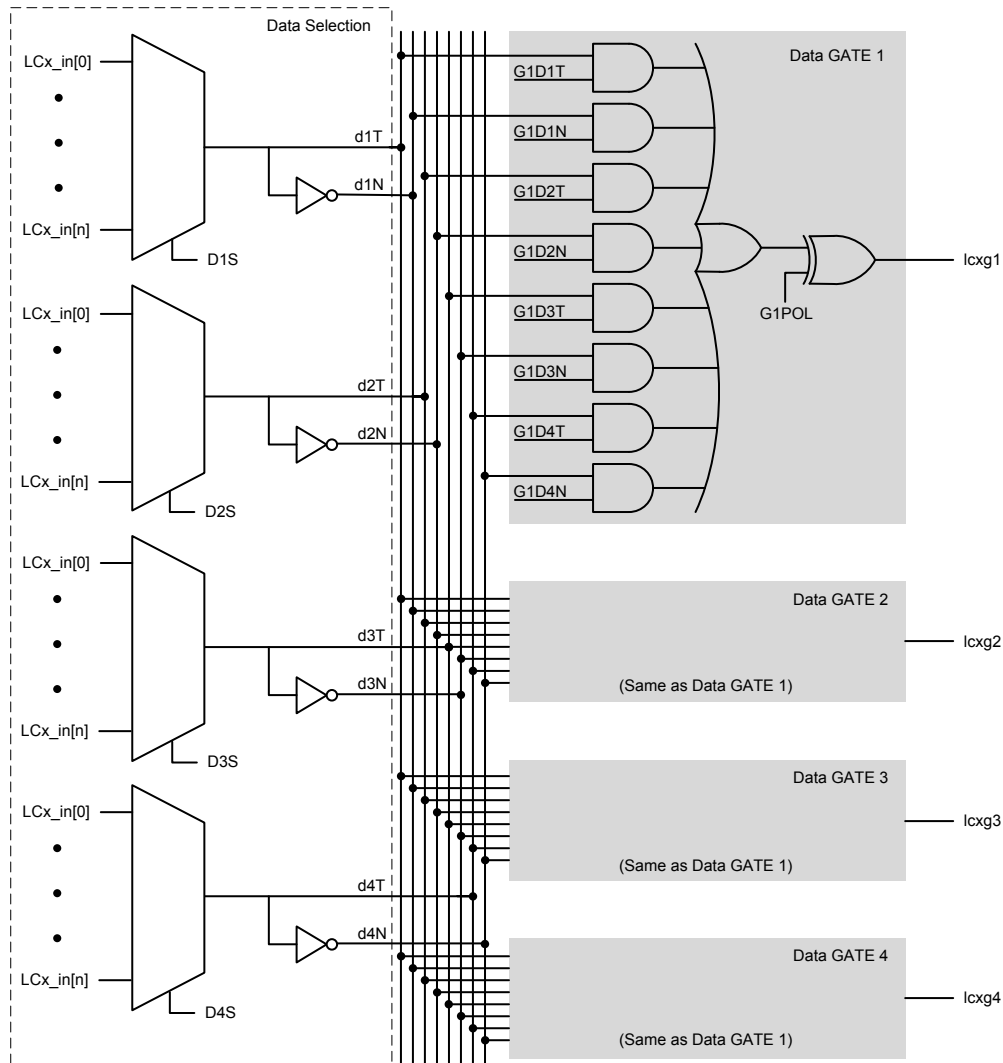 Data Selection
LCx_in[0]
LCx_in[n]
D1S
d1T
d1N
LCx_in[0]
LCx_in[n]
D2S
d2T
d2N
LCx_in[0]
LCx_in[n]
D3S
d3T
d3N
LCx_in[0]
LCx_in[n]
D4S
d4T
d4N
Data GATE 1
G1D1T
G1D1N
G1D2T
G1D2N
G1D3T
G1D3N
G1D4T
G1D4N
G1POL
lcxg1
Data GATE 2
(Same as Data GATE 1)
lcxg2
Data GATE 3
(Same as Data GATE 1)
lcxg3
Data GATE 4
(Same as Data GATE 1)
lcxg4